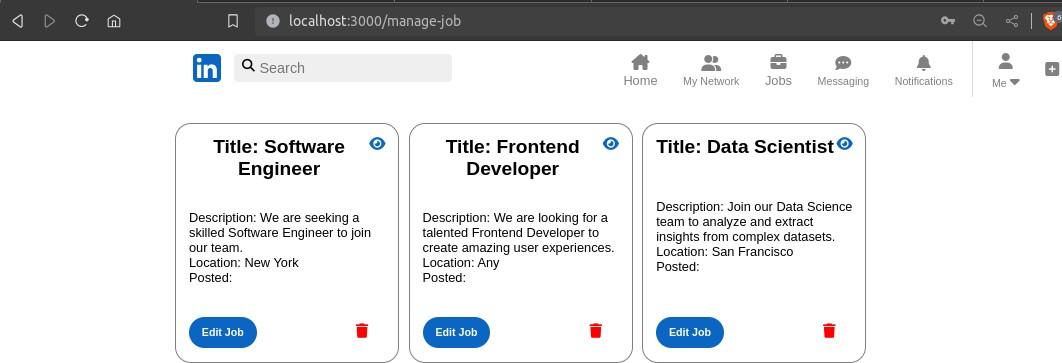 localhost:3000/manage-job
in
Search
Home
My Network
Jobs
Messaging
Notifications
Me
Title: Software
Engineer
Description: We are seeking a
skilled Software Engineer to join
our team.
Location: New York
Posted:
Edit Job
Title: Frontend
Developer
Description: We are looking for a
talented Frontend Developer to
create amazing user experiences.
Location: Any
Posted:
Edit Job
Title: Data Scientist
Description: Join our Data Science
team to analyze and extract
insights from complex datasets.
Location: San Francisco
Posted:
Edit Job